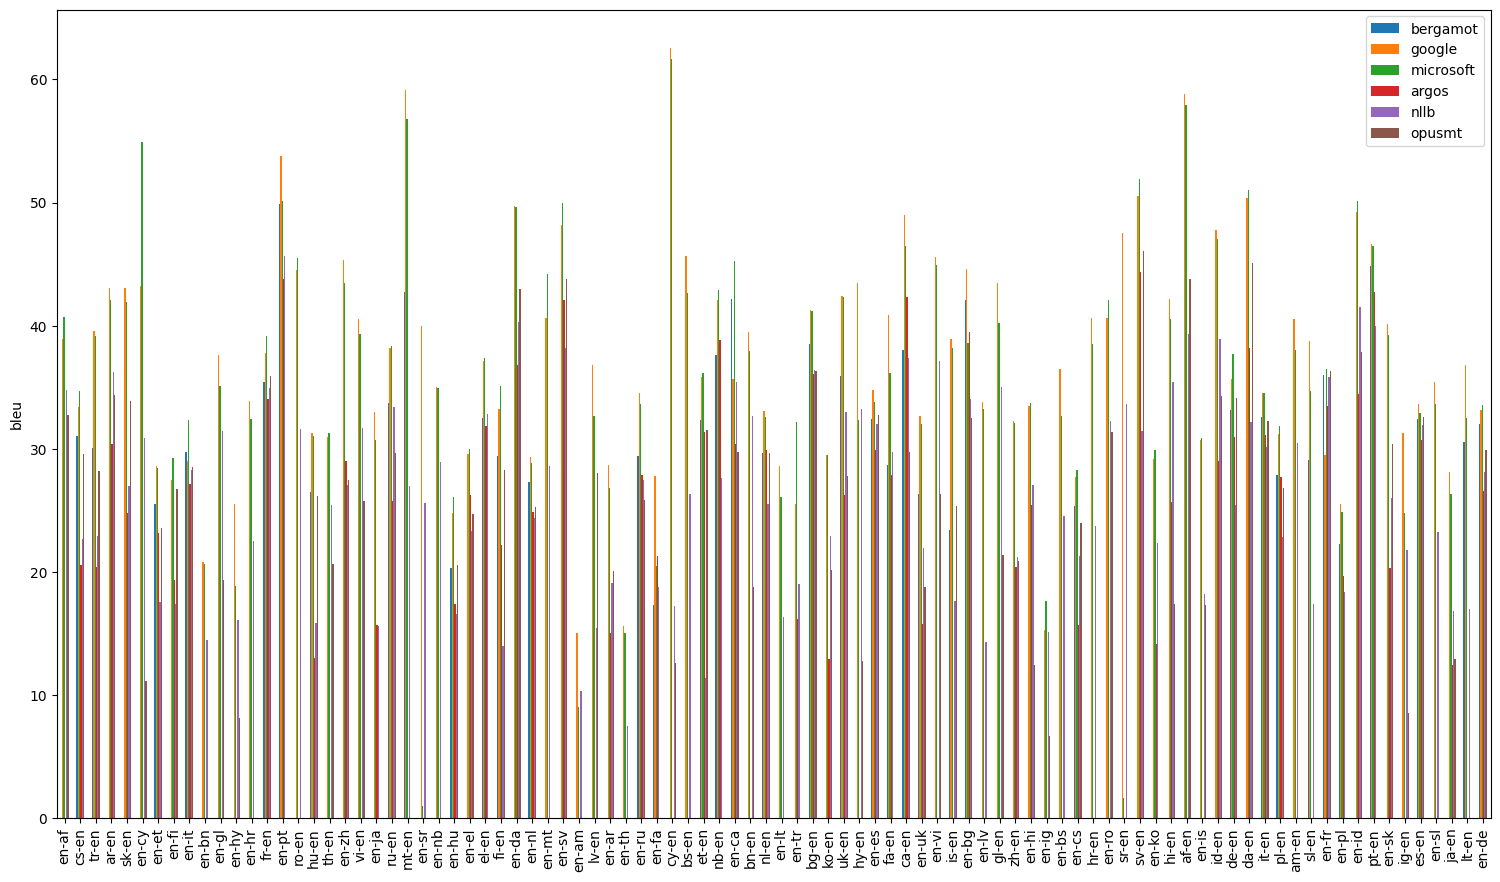 bergamot
google
microsoft
argos
nllb
opusmt
bleu
60
50
40
30
20
10
0
en-af
cs-en
tr-en
ar-en
sk-en
en-cy
en-et
en-fi
en-it
en-bn
en-gl
en-hy
en-hr
fr-en
en-pt
ro-en
hu-en
th-en
en-zh
vi-en
en-ja
ru-en
mt-en
en-sr
en-nb
en-hu
en-el
el-en
fi-en
en-da
en-nl
en-mt
en-sv
en-am
lv-en
en-ar
en-th
en-ru
en-fa
cy-en
bs-en
et-en
nb-en
en-ca
bn-en
nl-en
en-lt
en-tr
bg-en
ko-en
uk-en
hy-en
en-es
fa-en
ca-en
en-uk
en-vi
is-en
en-bg
en-lv
gl-en
zh-en
en-hi
en-ig
en-bs
en-cs
hr-en
en-ro
sr-en
sv-en
en-ko
hi-en
af-en
en-is
id-en
de-en
da-en
it-en
pl-en
am-en
sl-en
en-fr
en-pl
en-id
pt-en
en-sk
ig-en
es-en
en-sl
ja-en
lt-en
en-de